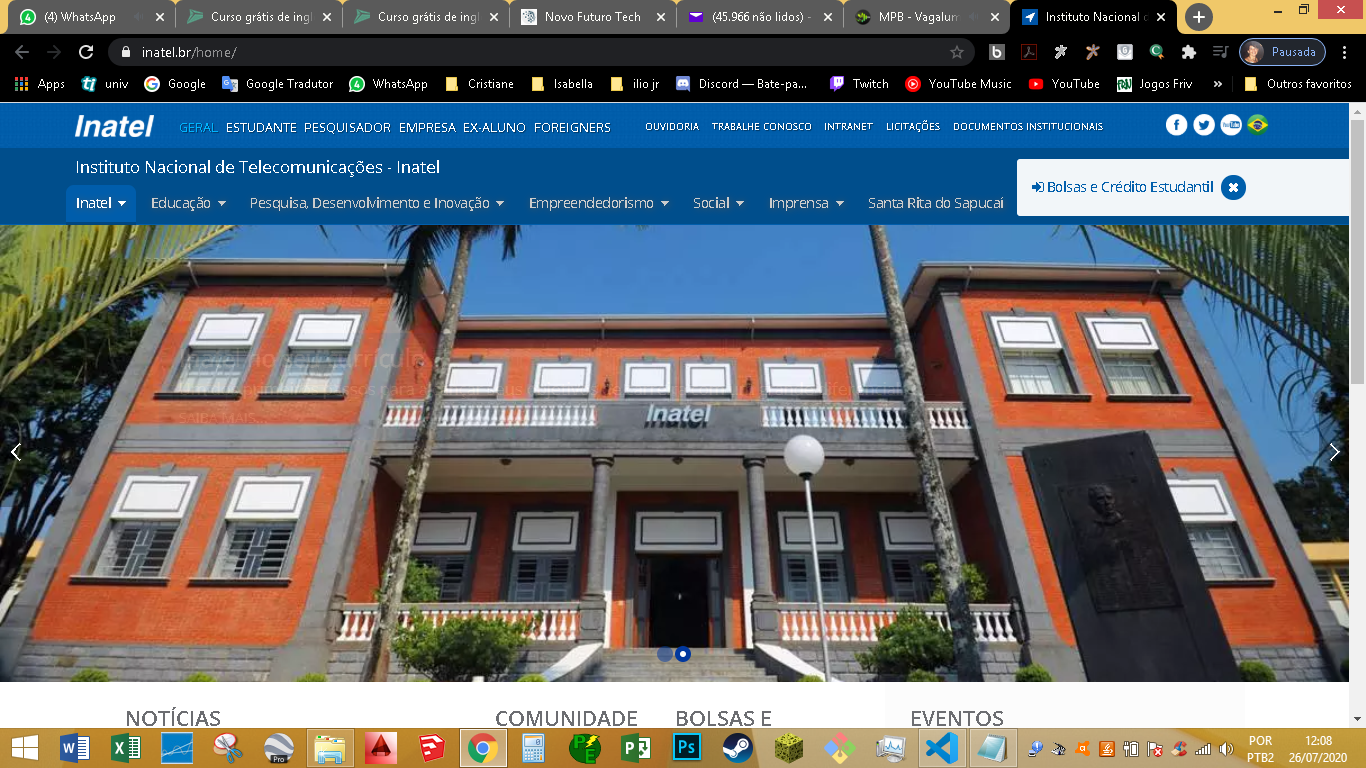 (4) WhatsApp
Curso grátis de ingl
Curso grátis de ingl
Novo Futuro Tech
(45.966 não lidos) -
MPB - Vagalum
Instituto Nacional
inatel.br/home/
Pausada
Apps
univ
Google
Google Tradutor
WhatsApp
Cristiane
Isabella
ilio jr
Discord — Bate-pa...
Twitch
YouTube Music
YouTube
Jogos Friv
»
Outros favoritos
Inatel
GERAL ESTUDANTE PESQUISADOR EMPRESA EX-ALUNO FOREIGNERS
OUVIDORIA TRABALHE CONOSCO INTRANET LICITAÇÕES DOCUMENTOS INSTITUCIONAIS
Instituto Nacional de Telecomunicações - Inatel
Bolsas e Crédito Estudantil
Inatel Educação Pesquisa, Desenvolvimento e Inovação Empreendedorismo Social Imprensa Santa Rita do Sapucaí
Inatel
NOTÍCIAS
COMUNIDADE
BOLSAS E
EVENTOS
Pro
Ps
POR
PTB2
12:08
26/07/2020